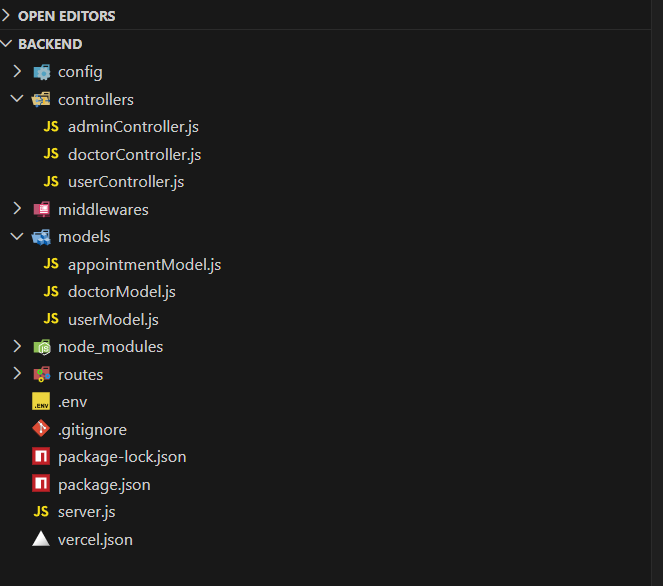 OPEN EDITORS
BACKEND
config
controllers
JS adminController.js
JS doctorController.js
JS userController.js
middlewares
models
JS appointmentModel.js
JS doctorModel.js
JS userModel.js
node_modules
routes
.ENV .env
.gitignore
package-lock.json
package.json
JS server.js
vercel.json